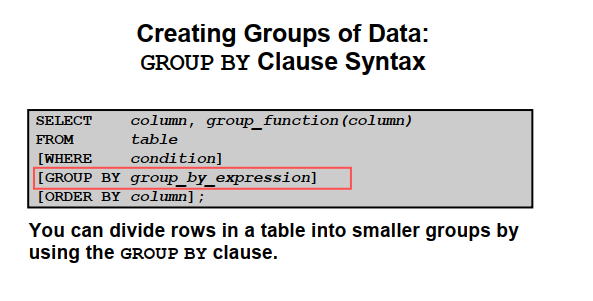 Creating Groups of Data:
GROUP BY Clause Syntax
SELECT column, group_function(column)
FROM table
[WHERE condition]
[GROUP BY group_by_expression]
[ORDER BY column];
You can divide rows in a table into smaller groups by
using the GROUP BY clause.